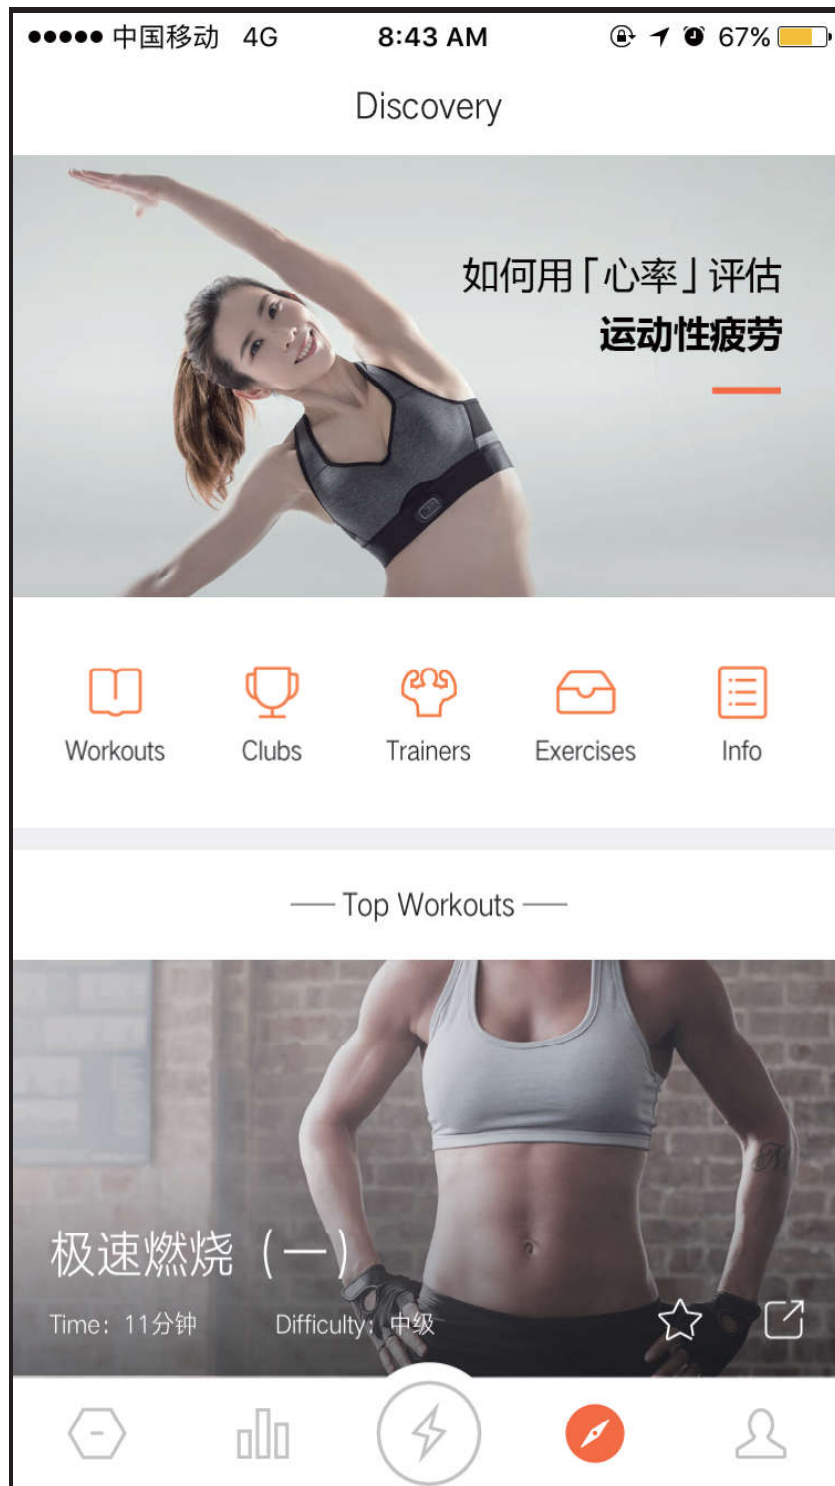 中国移动 4G 8:43 AM 67%
Discovery
如何用「心率」评估
运动性疲劳
Workouts Clubs Trainers Exercises Info
Top Workouts
极速燃烧（一）
Time: 11分钟 Difficulty: 中级